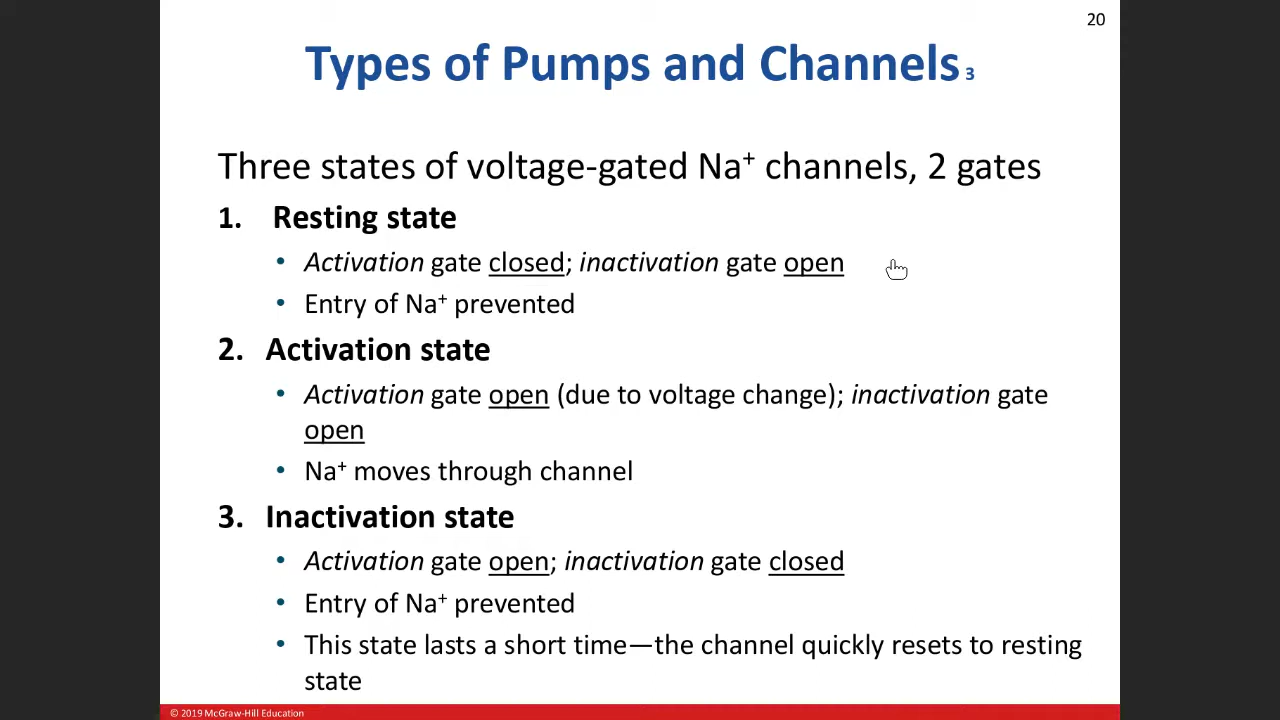 20
Types of Pumps and Channels 3
Three states of voltage-gated Na⁺ channels, 2 gates
1. Resting state
• Activation gate closed; inactivation gate open
• Entry of Na⁺ prevented
2. Activation state
• Activation gate open (due to voltage change); inactivation gate
open
• Na⁺ moves through channel
3. Inactivation state
• Activation gate open; inactivation gate closed
• Entry of Na⁺ prevented
• This state lasts a short time—the channel quickly resets to resting
state
© 2019 McGraw-Hill Education